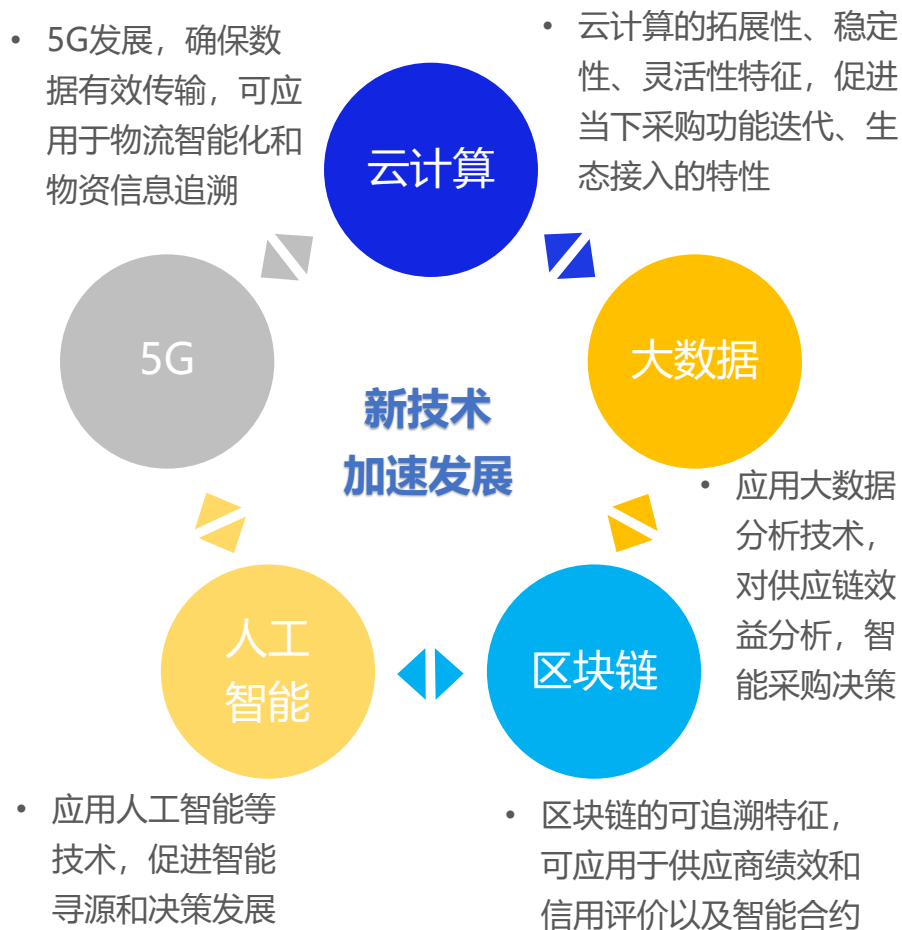 • 5G发展，确保数
据有效传输，可应
用于物流智能化和
物资信息追溯
• 云计算的拓展性、稳定
性、灵活性特征，促进
当下采购功能迭代、生
态接入的特性
云计算
5G
大数据
新技术
加速发展
• 应用大数据
分析技术，
对供应链效
益分析，智
能采购决策
人工
智能
区块链
• 应用人工智能等
技术，促进智能
寻源和决策发展
• 区块链的可追溯特征，
可应用于供应商绩效和
信用评价以及智能合约